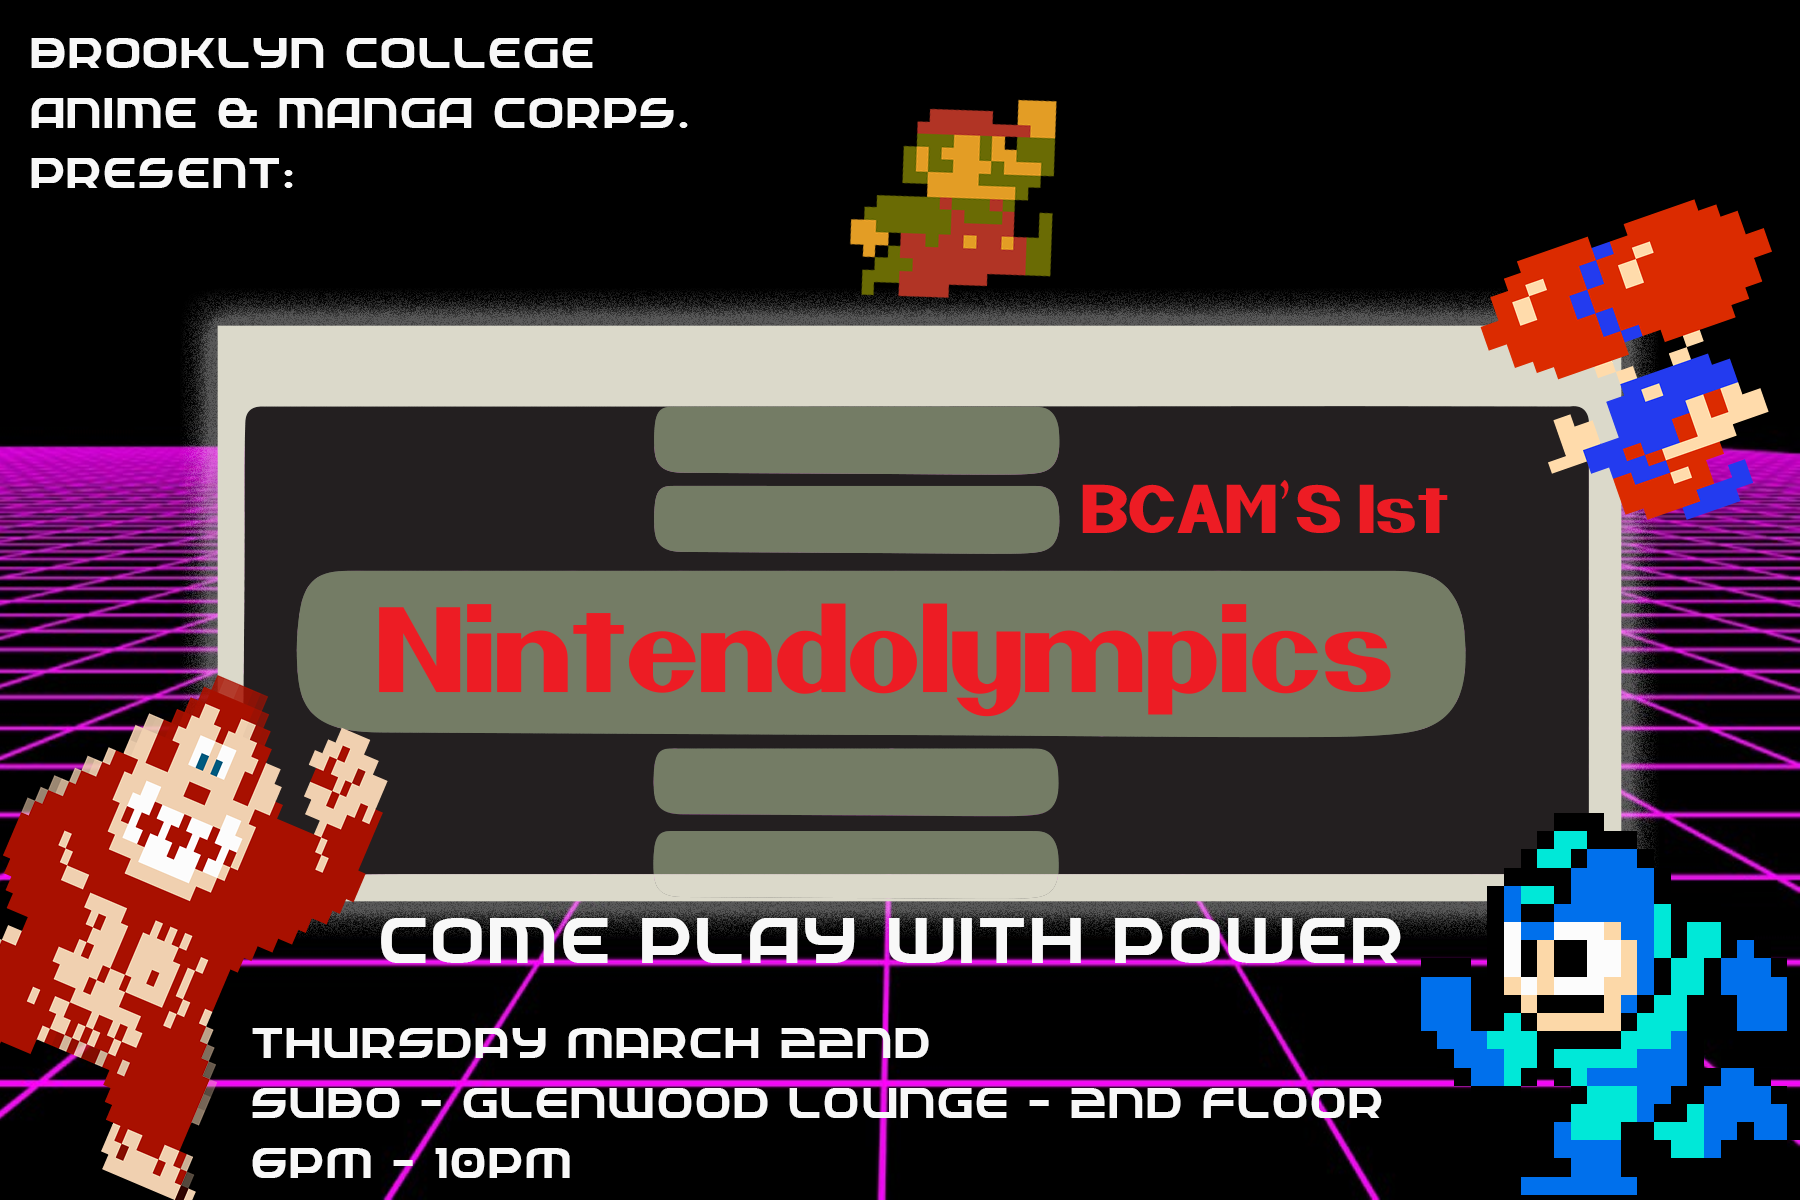 BROOKLYN COLLEGE
ANIME & MANGA CORPS.
PRESENT:
BCAM'S 1st
Nintendolympics
COME PLAY WITH POWER
THURSDAY MARCH 22ND
SUBO - GLENWOOD LOUNGE - 2ND FLOOR
6PM - 10PM